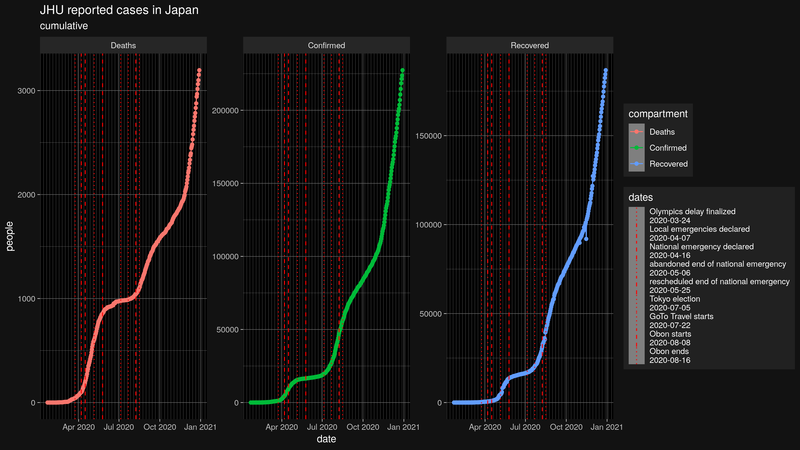 JHU reported cases in Japan
cumulative
Deaths
Confirmed
Recovered
people
3000
2000
1000
0
Apr 2020 Jul 2020 Oct 2020 Jan 2021
200000
150000
100000
50000
0
Apr 2020 Jul 2020 Oct 2020 Jan 2021
150000
100000
50000
0
Apr 2020 Jul 2020 Oct 2020 Jan 2021
date
compartment
Deaths
Confirmed
Recovered
dates
Olympics delay finalized
2020-03-24
Local emergencies declared
2020-04-07
National emergency declared
2020-04-16
abandoned end of national emergency
2020-05-06
rescheduled end of national emergency
2020-05-25
Tokyo election
2020-07-05
GoTo Travel starts
2020-07-22
Obon starts
2020-08-08
Obon ends
2020-08-16